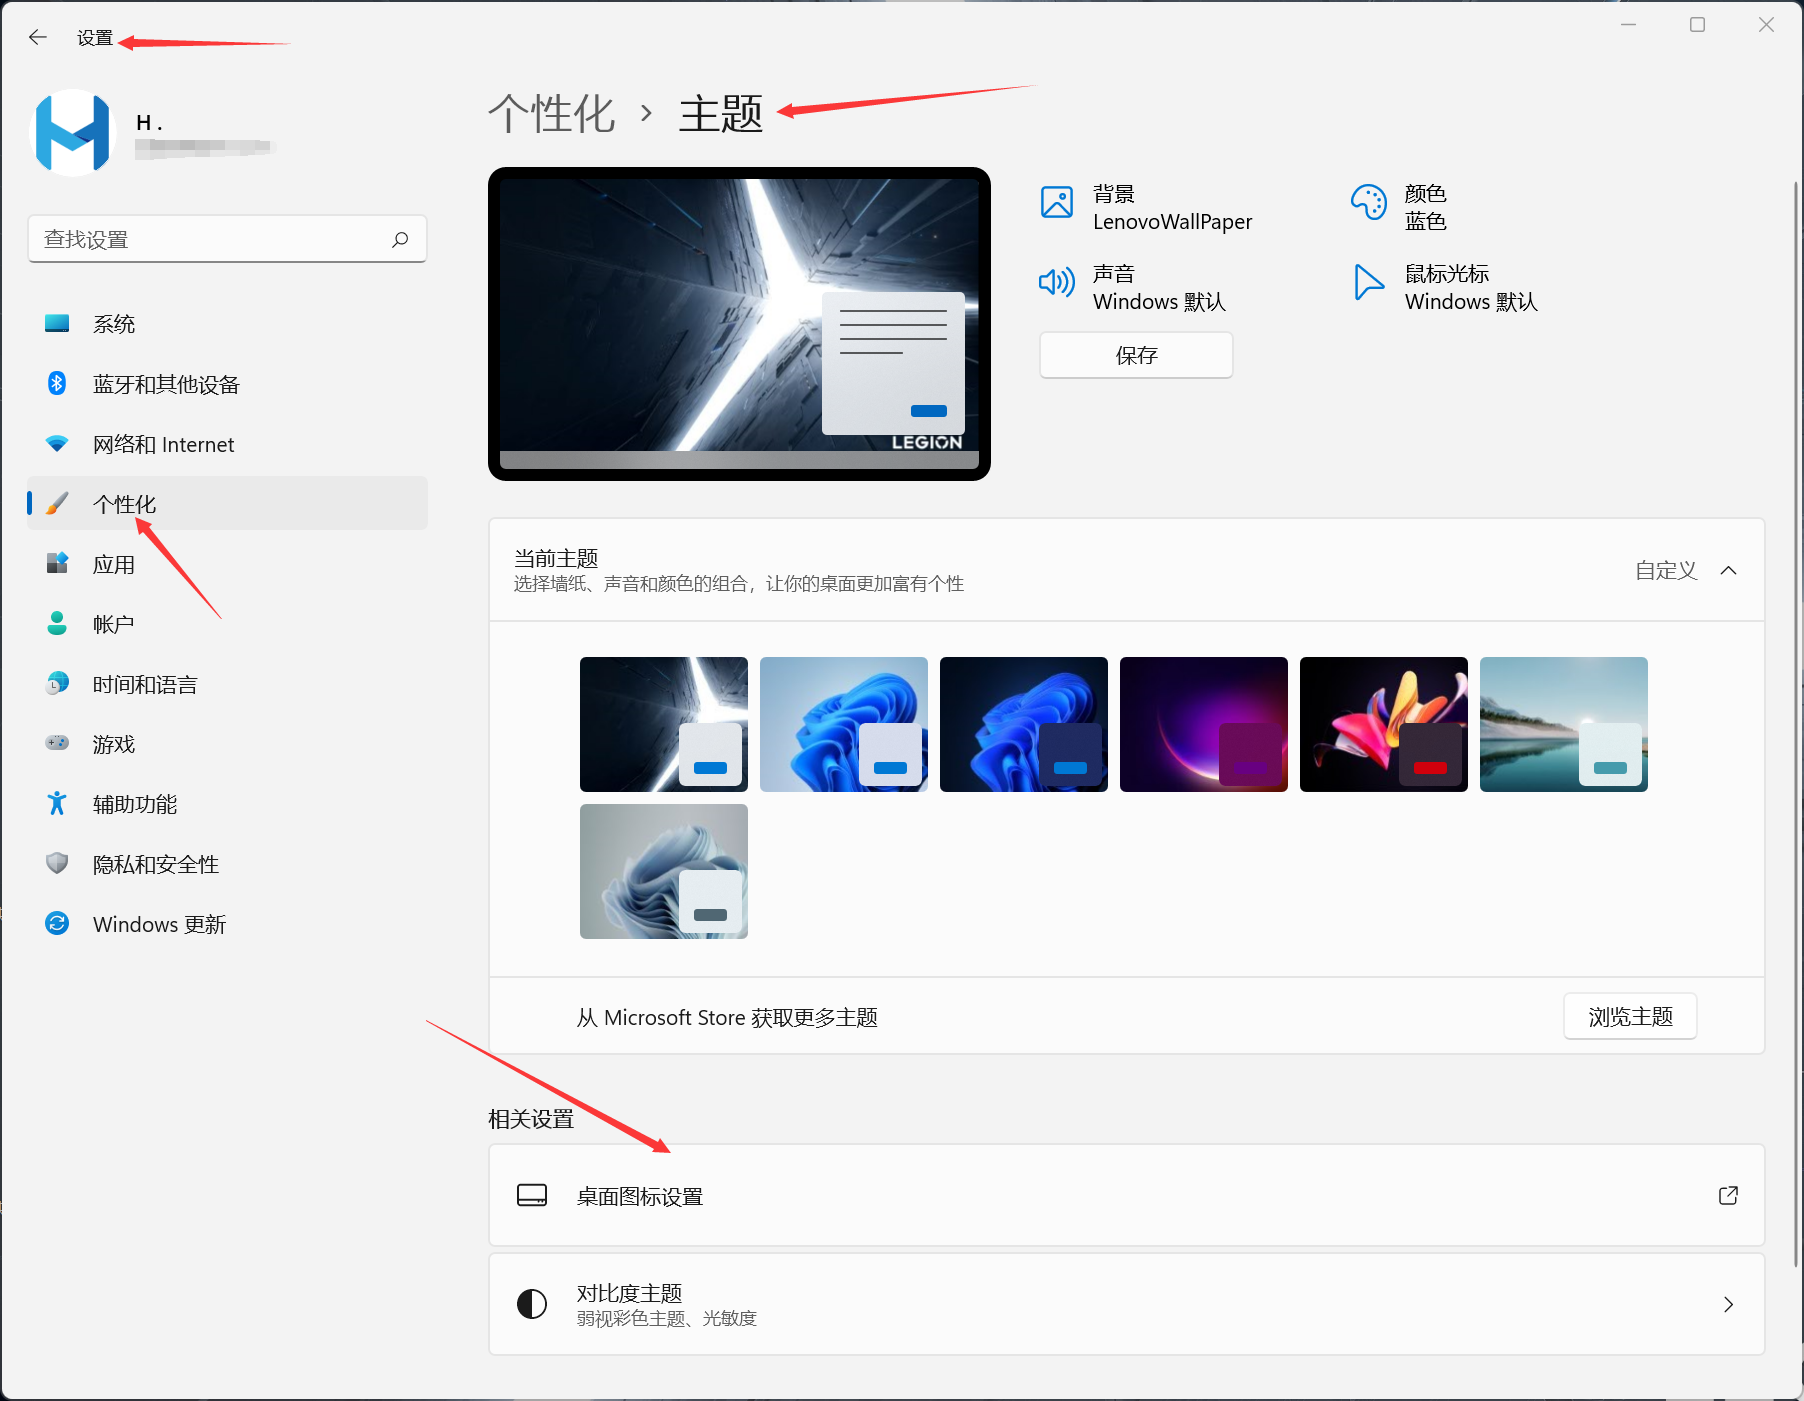 设置
H .
查找设置
系统
蓝牙和其他设备
网络和 Internet
个性化
应用
帐户
时间和语言
游戏
辅助功能
隐私和安全性
Windows 更新
个性化 › 主题
LEGION
背景
LenovoWallPaper
颜色
蓝色
声音
Windows 默认
鼠标光标
Windows 默认
保存
当前主题
选择墙纸、声音和颜色的组合，让你的桌面更加富有个性
自定义
从 Microsoft Store 获取更多主题
浏览主题
相关设置
桌面图标设置
对比度主题
弱视彩色主题、光敏度